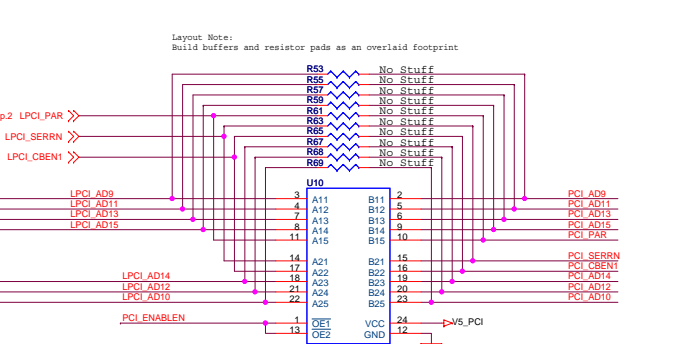 Layout Note:
Build buffers and resistor pads as an overlaid footprint
R53 No Stuff
R55 No Stuff
R57 No Stuff
R59 No Stuff
p.2 LPCI_PAR R61 No Stuff
R63 No Stuff
LPCI_SERRN R65 No Stuff
R67 No Stuff
LPCI_CBEN1 R68 No Stuff
R69 No Stuff
U10
LPCI_AD9 3 A11 B11 2 PCI_AD9
LPCI_AD11 4 A12 B12 5 PCI_AD11
LPCI_AD13 7 A13 B13 6 PCI_AD13
LPCI_AD15 8 A14 B14 9 PCI_AD15
11 A15 B15 10 PCI_PAR
14 A21 B21 15 PCI_SERRN
17 A22 B22 16 PCI_CBEN1
LPCI_AD14 18 A23 B23 19 PCI_AD14
LPCI_AD12 21 A24 B24 20 PCI_AD12
LPCI_AD10 22 A25 B25 23 PCI_AD10
PCI_ENABLEN 1 OE1 VCC 24 V5_PCI
13 OE2 GND 12